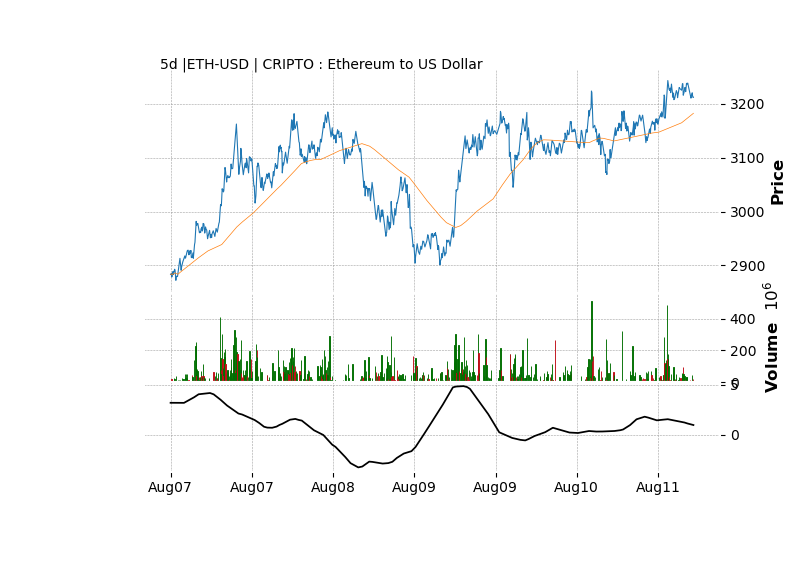 5d |ETH-USD | CRIPTO : Ethereum to US Dollar
3200
3100
3000
2900
Price
400
200
0
Volume 10^6
5
0
Aug07 Aug07 Aug08 Aug09 Aug09 Aug10 Aug11